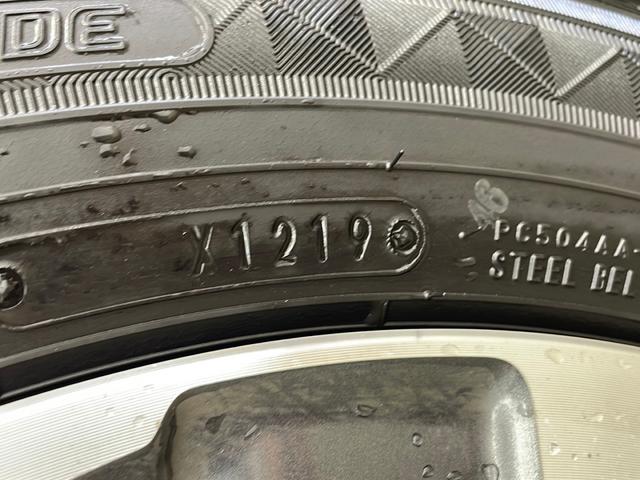 DE
X1219
PC504AA
STEEL BEL